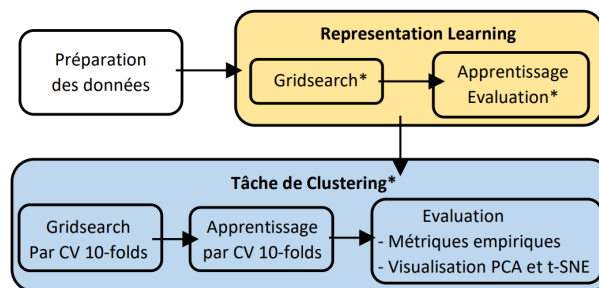 Representation Learning
Préparation
des données
Gridsearch*
Apprentissage
Evaluation*
Tâche de Clustering*
Gridsearch
Par CV 10-folds
Apprentissage
par CV 10-folds
Evaluation
- Métriques empiriques
- Visualisation PCA et t-SNE